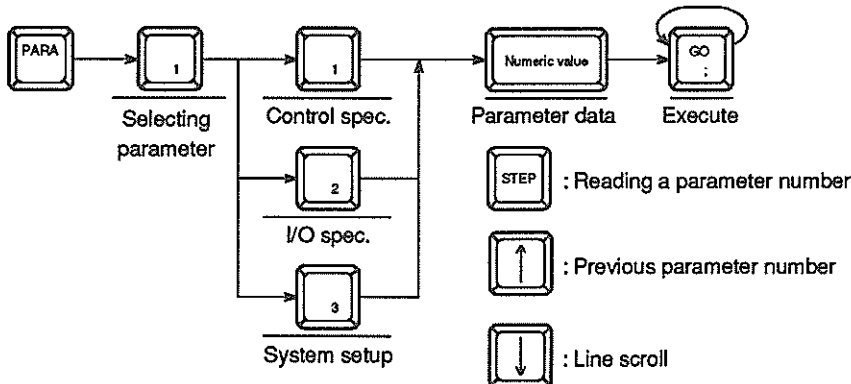 PARA
1
Selecting
parameter
1
Control spec.
2
I/O spec.
3
System setup
Numeric value
Parameter data
GO
;
Execute
STEP : Reading a parameter number
↑ : Previous parameter number
↓ : Line scroll